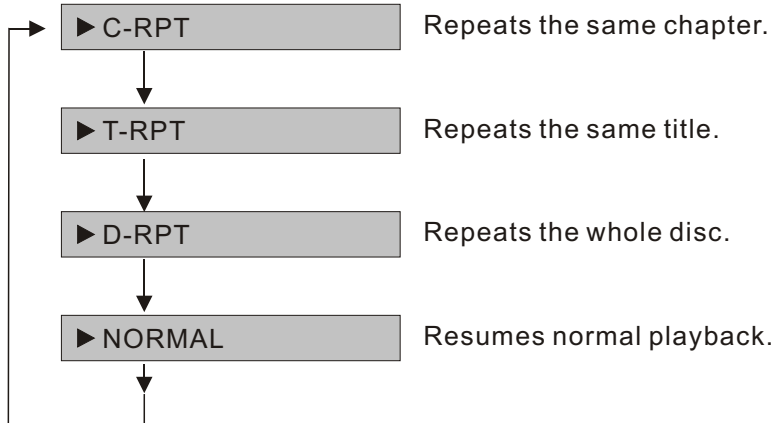 ▶ C-RPT Repeats the same chapter.
▶ T-RPT Repeats the same title.
▶ D-RPT Repeats the whole disc.
▶ NORMAL Resumes normal playback.